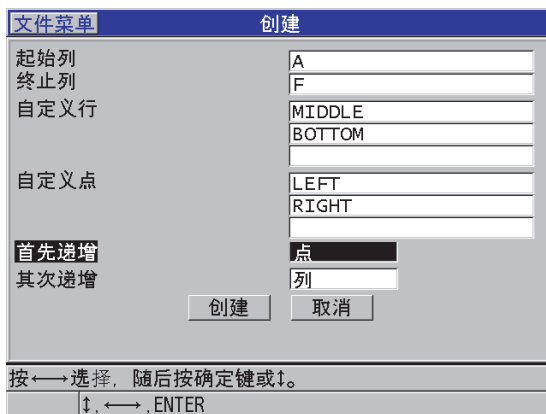 文件菜单 创建
起始列 A
终止列 F
自定义行 MIDDLE
BOTTOM
自定义点 LEFT
RIGHT
首先递增 点
其次递增 列
创建 取消
按←→选择, 随后按确定键或↕。
↕,←→,ENTER